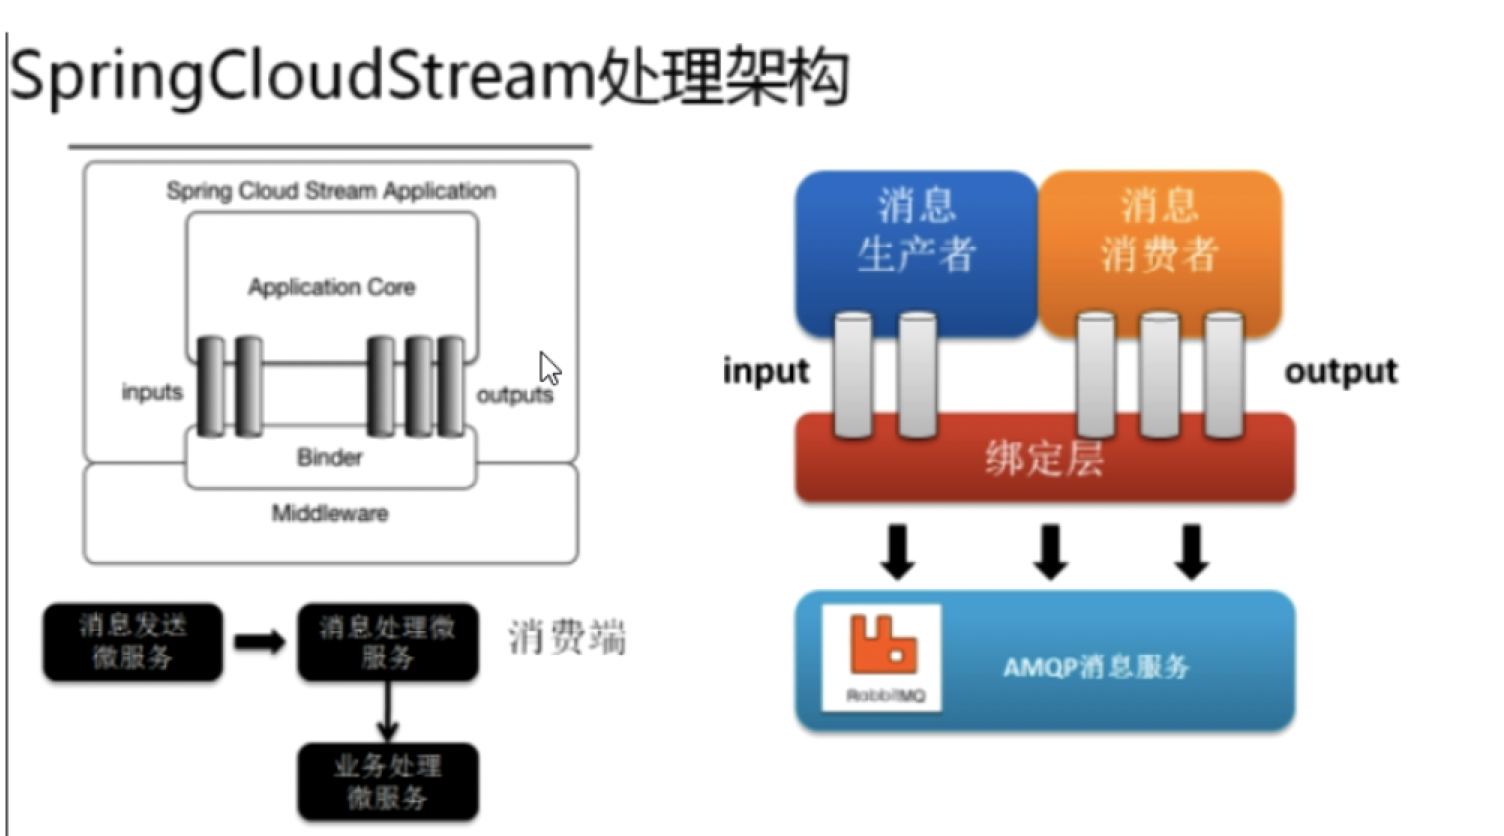 SpringCloudStream处理架构
Spring Cloud Stream Application
Application Core
inputs
outputs
Binder
Middleware
消息发送
微服务
消息处理微
服务
消费端
业务处理
微服务
消息
生产者
消息
消费者
input
output
绑定层
RabbitMQ
AMQP消息服务